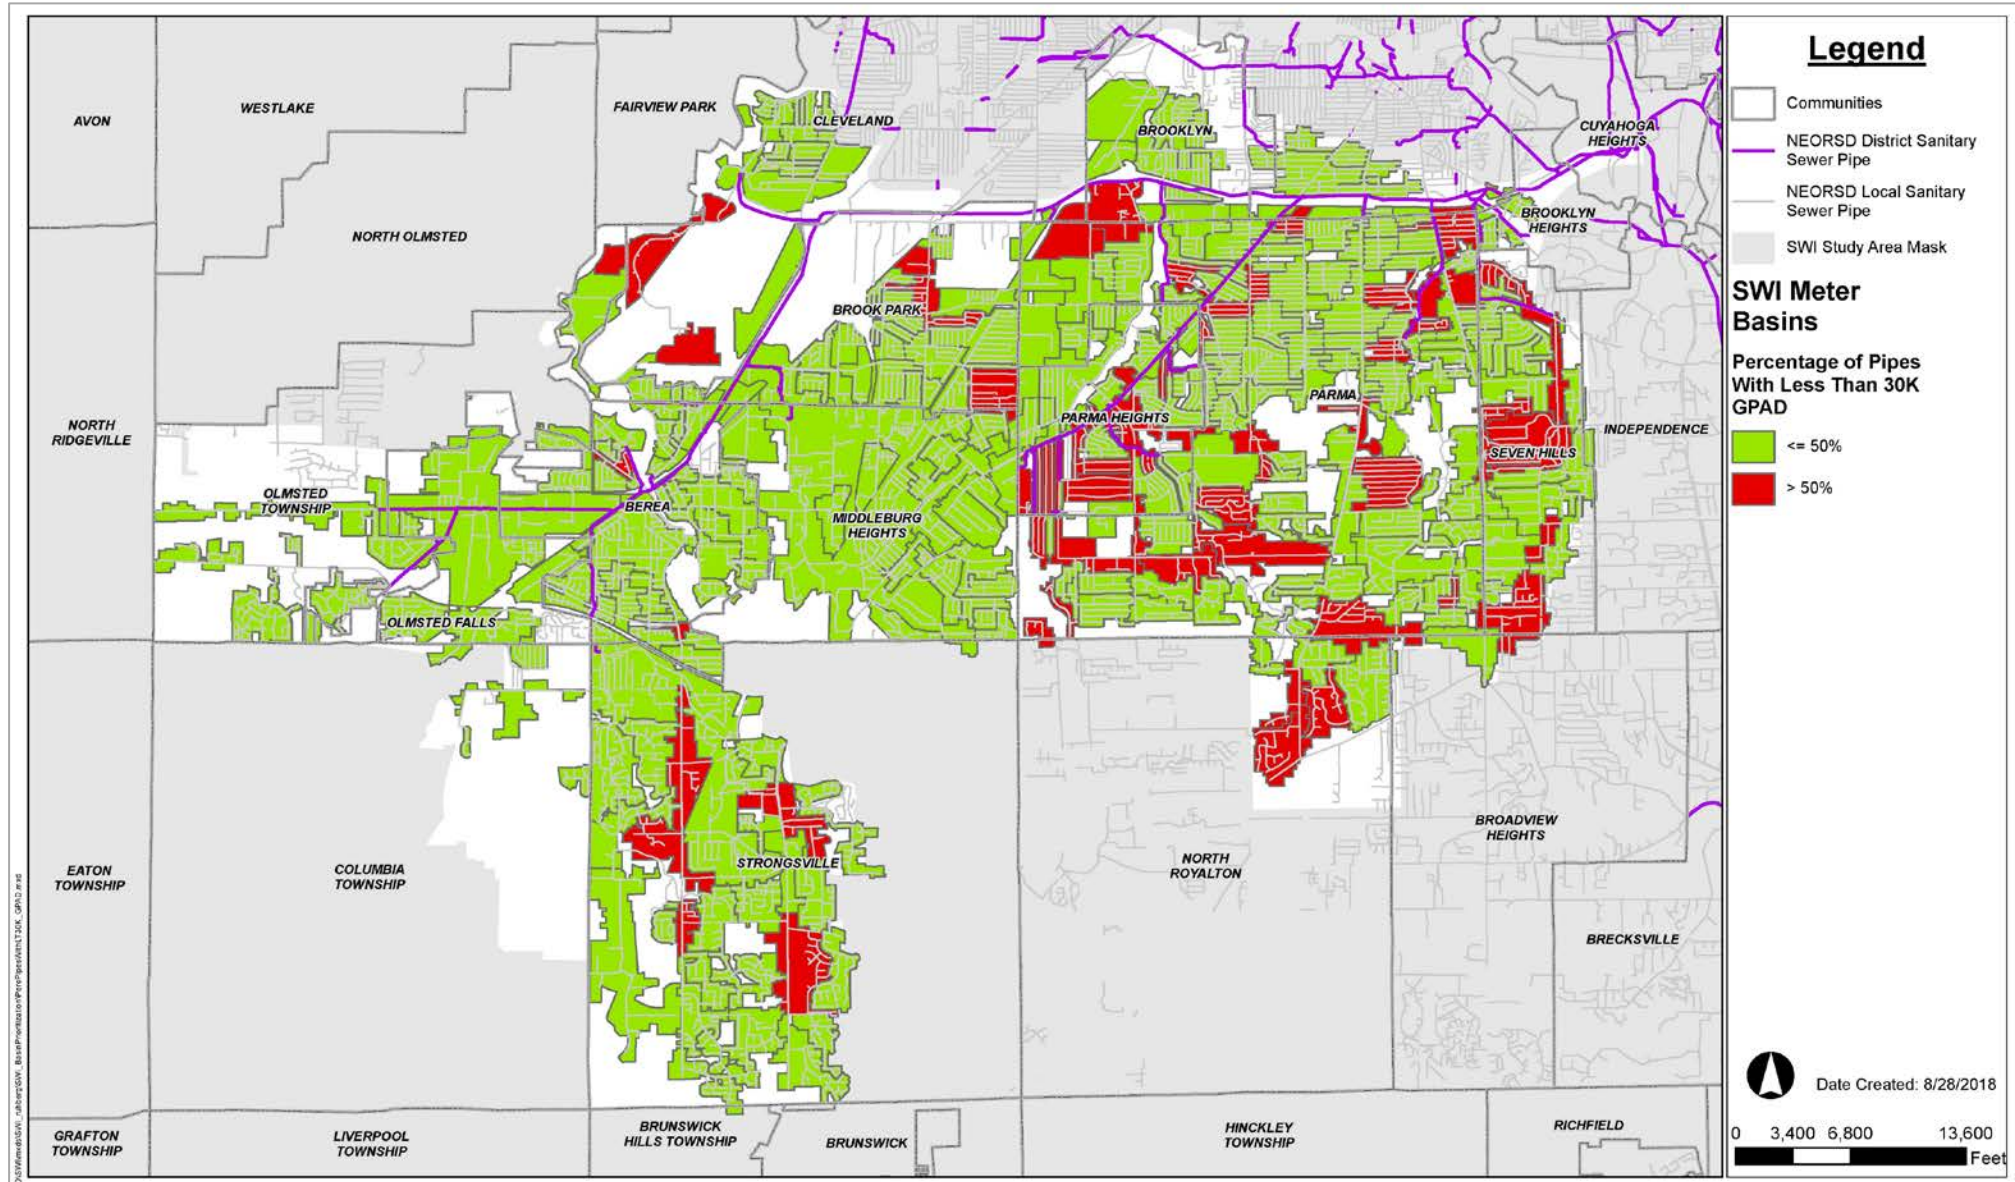 AVON
WESTLAKE
FAIRVIEW PARK
CLEVELAND
BROOKLYN
CUYAHOGA
HEIGHTS
NORTH OLMSTED
BROOKLYN
HEIGHTS
BROOK PARK
NORTH
RIDGEVILLE
PARMA HEIGHTS
PARMA
INDEPENDENCE
SEVEN HILLS
OLMSTED
TOWNSHIP
BEREA
MIDDLEBURG
HEIGHTS
OLMSTED FALLS
EATON
TOWNSHIP
COLUMBIA
TOWNSHIP
STRONGSVILLE
NORTH
ROYALTON
BROADVIEW
HEIGHTS
BRECKSVILLE
GRAFTON
TOWNSHIP
LIVERPOOL
TOWNSHIP
BRUNSWICK
HILLS TOWNSHIP
BRUNSWICK
HINCKLEY
TOWNSHIP
RICHFIELD
Legend
Communities
NEORSD District Sanitary
Sewer Pipe
NEORSD Local Sanitary
Sewer Pipe
SWI Study Area Mask
SWI Meter
Basins
Percentage of Pipes
With Less Than 30K
GPAD
<= 50%
> 50%
Date Created: 8/28/2018
0 3,400 6,800 13,600
Feet